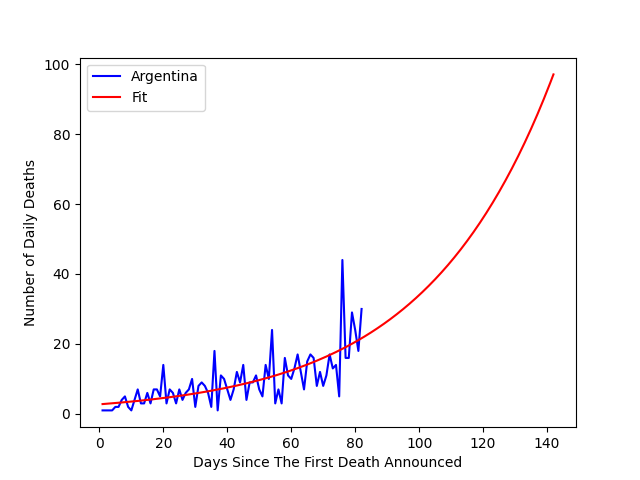 Argentina
Fit
100
80
60
40
20
0
Number of Daily Deaths
0 20 40 60 80 100 120 140
Days Since The First Death Announced